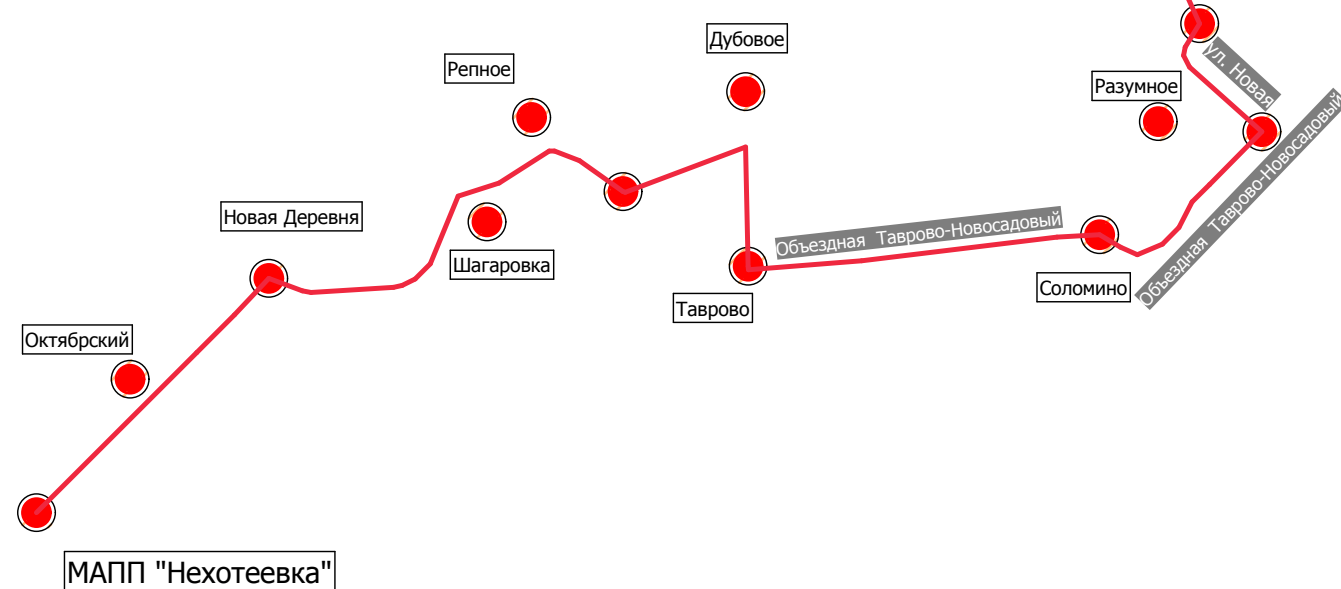 Дубовое
Репное
ул. Новая
Разумное
Объездная Таврово-Новосадовый
Новая Деревня
Объездная Таврово-Новосадовый
Шагаровка
Соломино
Таврово
Октябрский
МАПП "Нехотеевка"